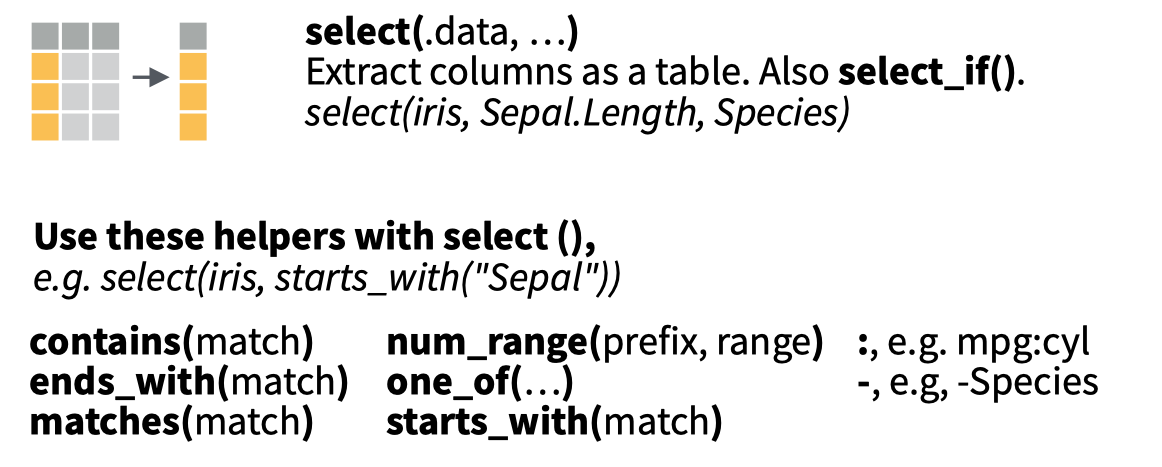 select(.data, …)
Extract columns as a table. Also select_if().
select(iris, Sepal.Length, Species)
Use these helpers with select (),
e.g. select(iris, starts_with("Sepal"))
contains(match)
ends_with(match)
matches(match)
num_range(prefix, range)
one_of(…)
starts_with(match)
:, e.g. mpg:cyl
-, e.g, -Species